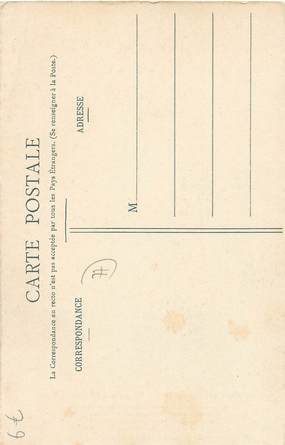 CARTE POSTALE
La Correspondance au recto n'est pas acceptée par tous les Pays Étrangers. (Se renseigner à la Poste.)
CORRESPONDANCE
ADRESSE
M
6€